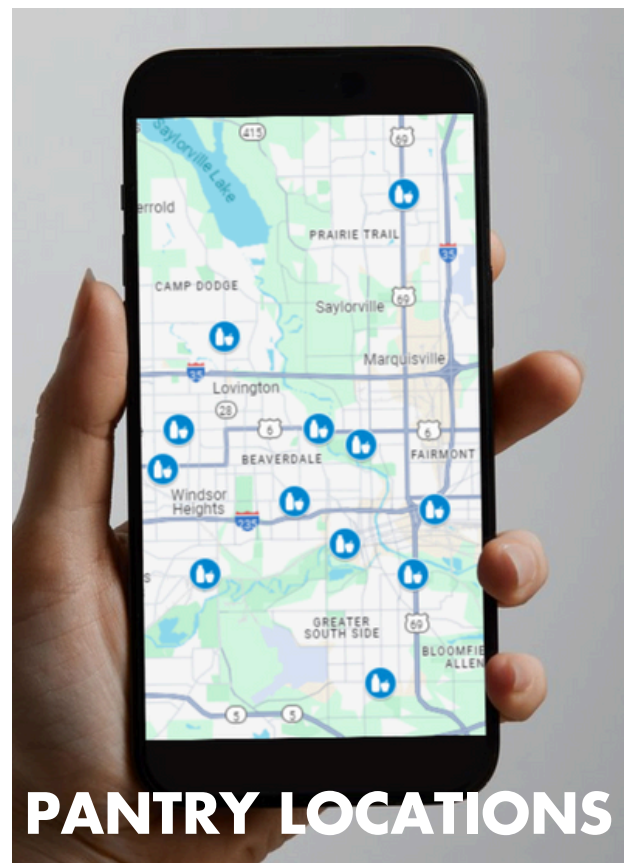 415
69
Saylorville
Lake
errold
PRAIRIE TRAIL
35
CAMP DODGE
69
Saylorville
Marquisville
35
Lovington
28
6
6
BEAVERDALE
FAIRMONT
Windsor
Heights
235
s
GREATER
SOUTH SIDE
69
BLOOMFIE
ALLEN
5
5
PANTRY LOCATIONS